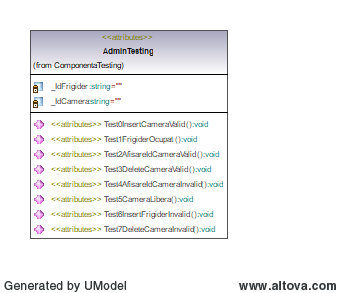 <<attributes>>
AdminTesting
(from ComponentaTesting)
_IdFrigider:string=""
_IdCamera:string=""
<<attributes>> Test0InsertCameraValid():void
<<attributes>> Test1FrigiderOcupat():void
<<attributes>> Test2AfisareIdCameraValid():void
<<attributes>> Test3DeleteCameraValid():void
<<attributes>> Test4AfisareIdCameraInvalid():void
<<attributes>> Test5CameraLibera():void
<<attributes>> Test6InsertFrigiderInvalid():void
<<attributes>> Test7DeleteCameraInvalid():void
Generated by UModel www.altova.com